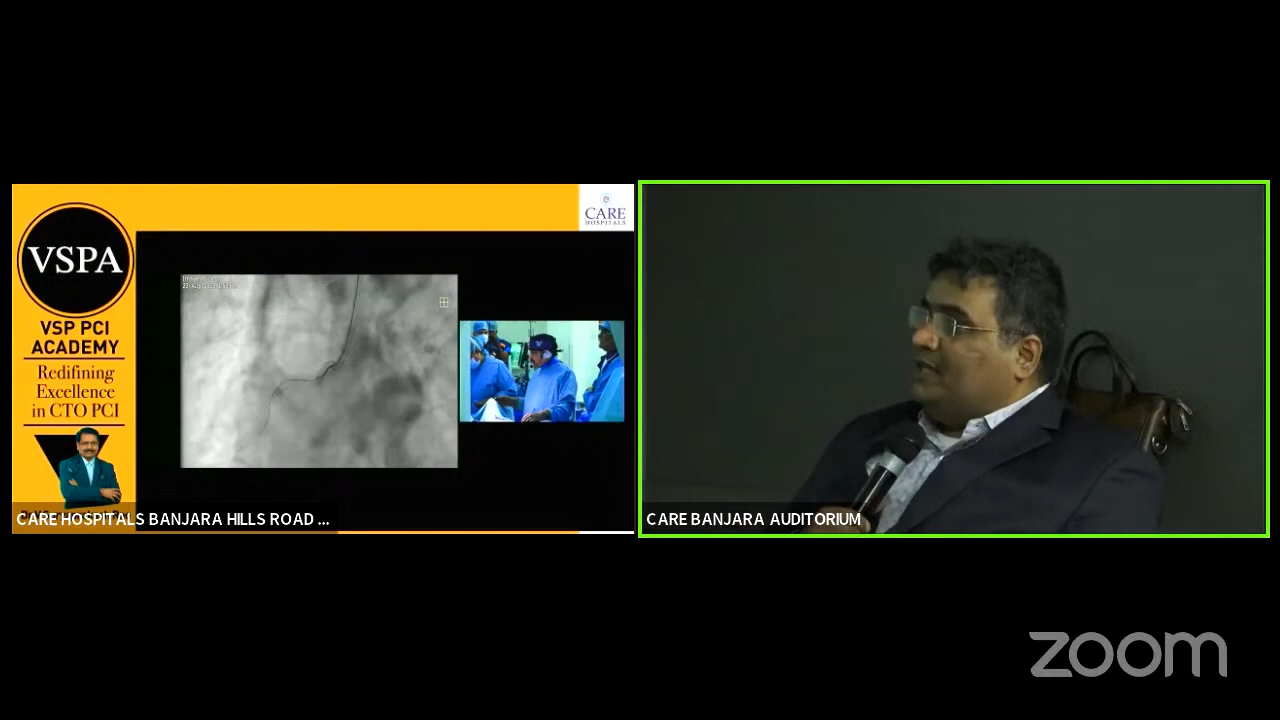 VSPA
VSP PCI
ACADEMY
Redifining
Excellence
in CTO PCI
CARE
HOSPITALS
CARE HOSPITALS BANJARA HILLS ROAD ...
CARE BANJARA AUDITORIUM
zoom